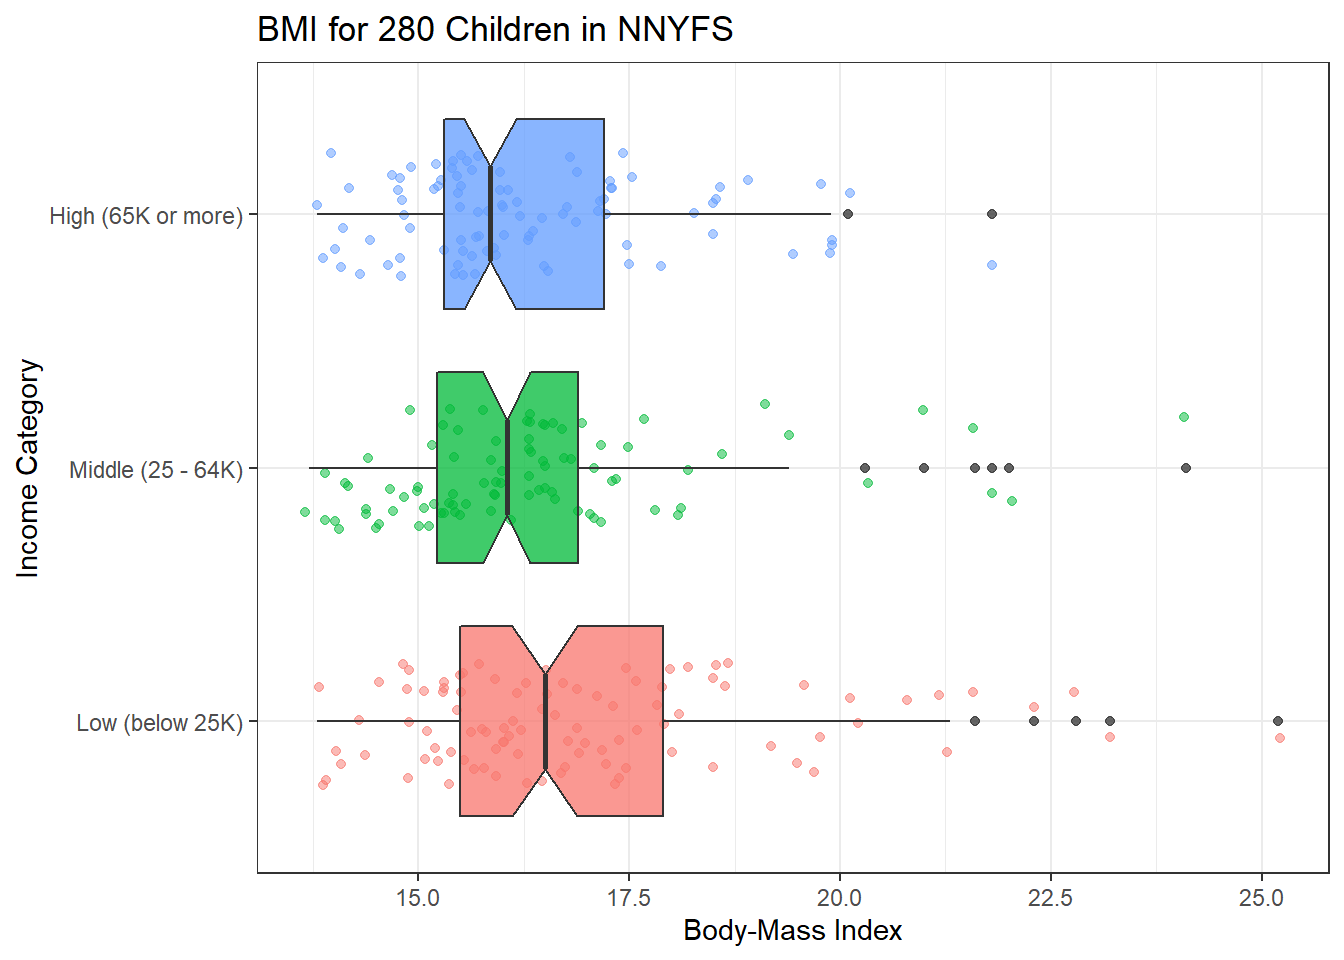 BMI for 280 Children in NNYFS
Income Category
High (65K or more)
Middle (25 - 64K)
Low (below 25K)
15.0 17.5 20.0 22.5 25.0
Body-Mass Index